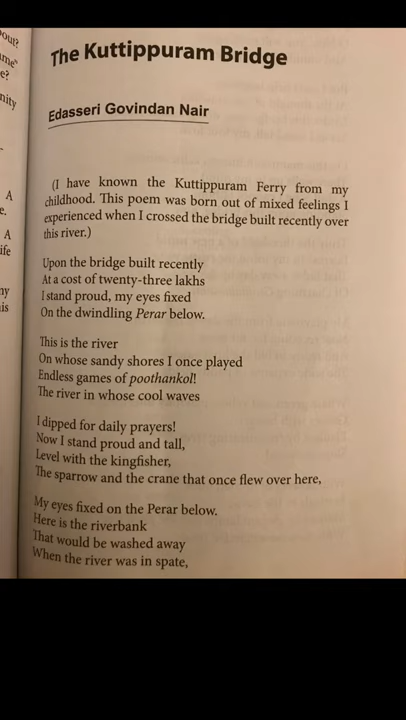 The Kuttippuram Bridge
Edasseri Govindan Nair
(I have known the Kuttippuram Ferry from my
childhood. This poem was born out of mixed feelings I
experienced when I crossed the bridge built recently over
this river.)
Upon the bridge built recently
At a cost of twenty-three lakhs
I stand proud, my eyes fixed
On the dwindling Perar below.
This is the river
On whose sandy shores I once played
Endless games of poothankol!
The river in whose cool waves
I dipped for daily prayers!
Now I stand proud and tall,
Level with the kingfisher,
The sparrow and the crane that once flew over here,
My eyes fixed on the Perar below.
Here is the riverbank
That would be washed away
When the river was in spate,